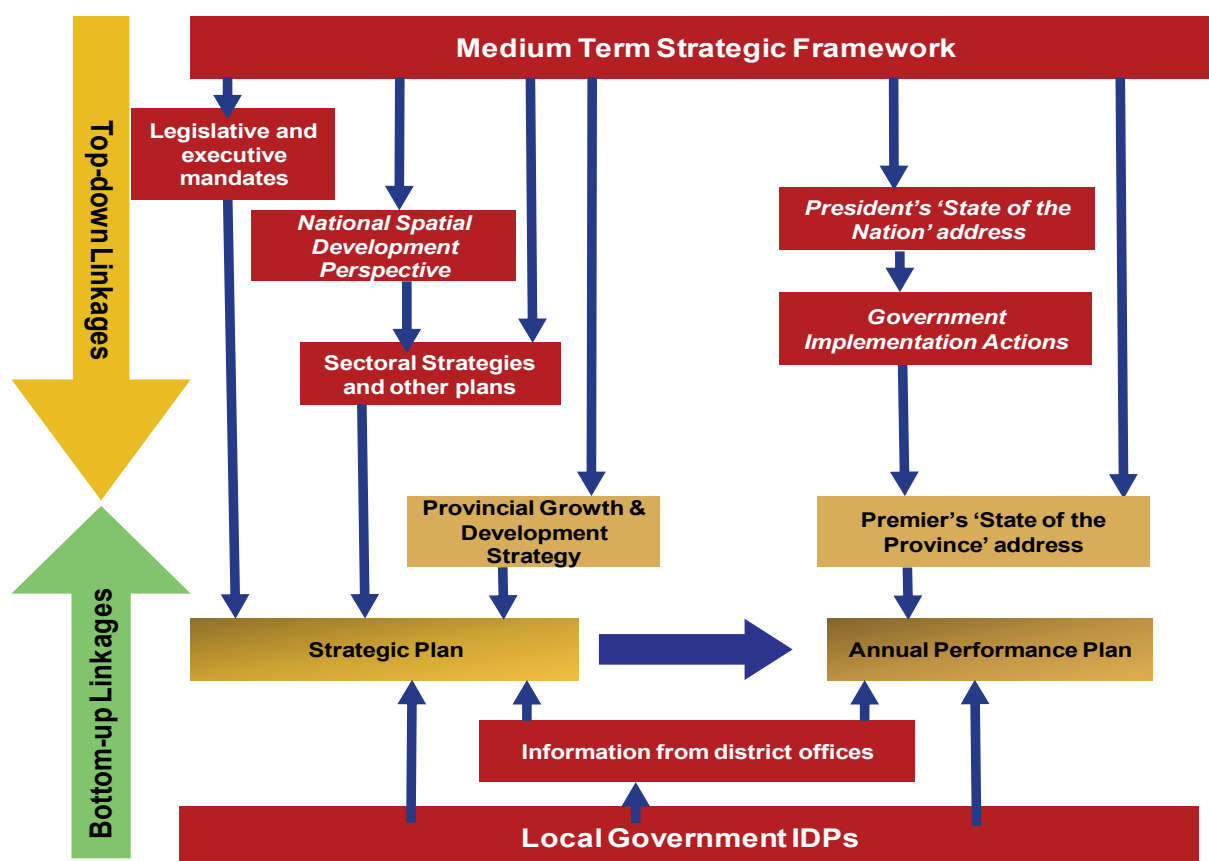 Medium Term Strategic Framework
Top-down Linkages
Legislative and
executive
mandates
National Spatial
Development
Perspective
President’s ‘State of the
Nation’ address
Government
Implementation Actions
Sectoral Strategies
and other plans
Provincial Growth &
Development
Strategy
Premier’s ‘State of the
Province’ address
Bottom-up Linkages
Strategic Plan
Annual Performance Plan
Information from district offices
Local Government IDPs